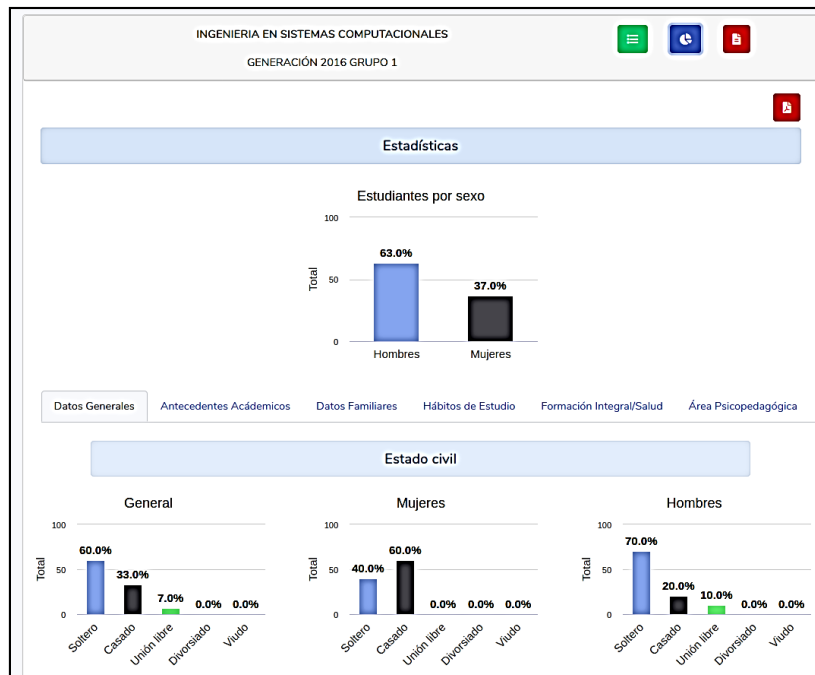 INGENIERIA EN SISTEMAS COMPUTACIONALES
GENERACIÓN 2016 GRUPO 1
Estadísticas
Estudiantes por sexo
100
50
0
Total
63.0%
37.0%
Hombres Mujeres
Datos Generales Antecedentes Acádemicos Datos Familiares Hábitos de Estudio Formación Integral/Salud Área Psicopedagógica
Estado civil
General
100
50
0
Total
60.0%
33.0%
7.0%
0.0%
0.0%
Soltero
Casado
Unión libre
Divorsiado
Viudo
Mujeres
100
50
0
Total
40.0%
60.0%
0.0%
0.0%
0.0%
Soltero
Casado
Unión libre
Divorsiado
Viudo
Hombres
100
50
0
Total
70.0%
20.0%
10.0%
0.0%
0.0%
Soltero
Casado
Unión libre
Divorsiado
Viudo